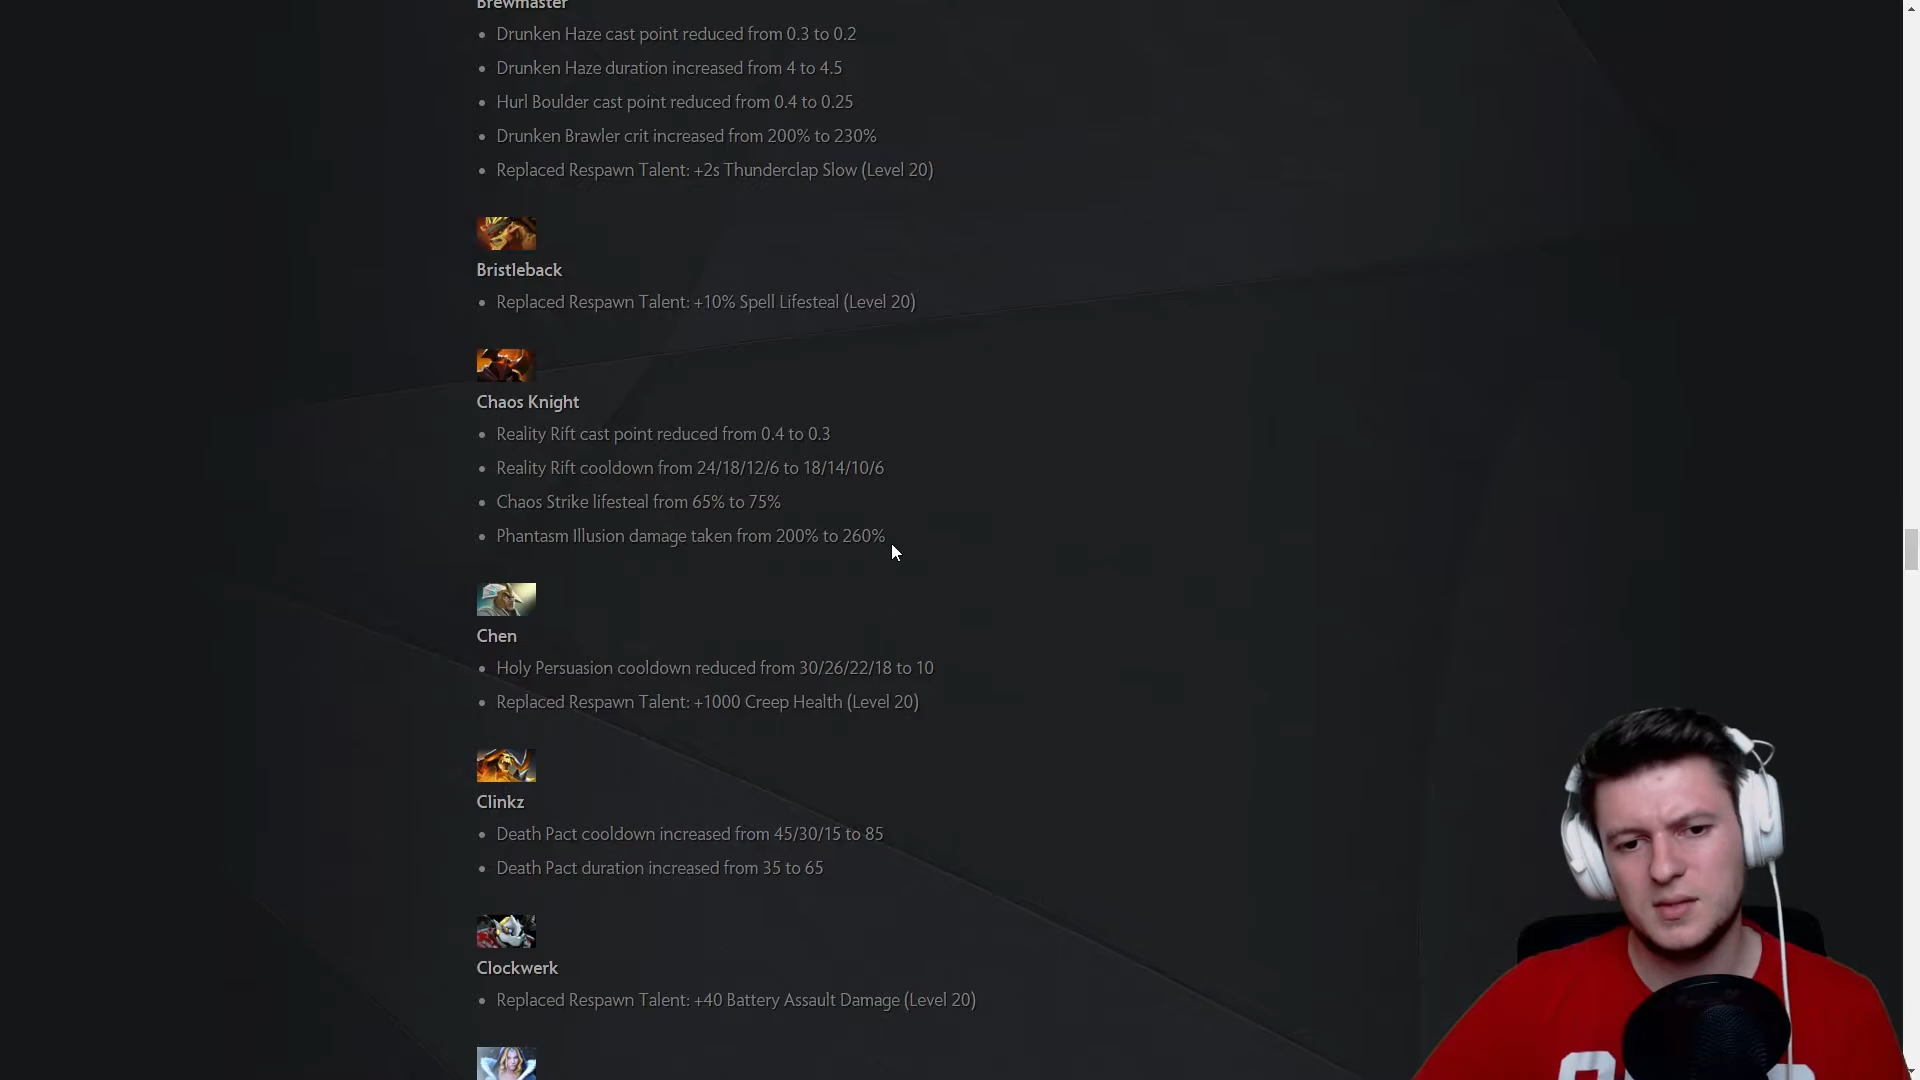 Brewmaster
• Drunken Haze cast point reduced from 0.3 to 0.2
• Drunken Haze duration increased from 4 to 4.5
• Hurl Boulder cast point reduced from 0.4 to 0.25
• Drunken Brawler crit increased from 200% to 230%
• Replaced Respawn Talent: +2s Thunderclap Slow (Level 20)
Bristleback
• Replaced Respawn Talent: +10% Spell Lifesteal (Level 20)
Chaos Knight
• Reality Rift cast point reduced from 0.4 to 0.3
• Reality Rift cooldown from 24/18/12/6 to 18/14/10/6
• Chaos Strike lifesteal from 65% to 75%
• Phantasm Illusion damage taken from 200% to 260%
Chen
• Holy Persuasion cooldown reduced from 30/26/22/18 to 10
• Replaced Respawn Talent: +1000 Creep Health (Level 20)
Clinkz
• Death Pact cooldown increased from 45/30/15 to 85
• Death Pact duration increased from 35 to 65
Clockwerk
• Replaced Respawn Talent: +40 Battery Assault Damage (Level 20)